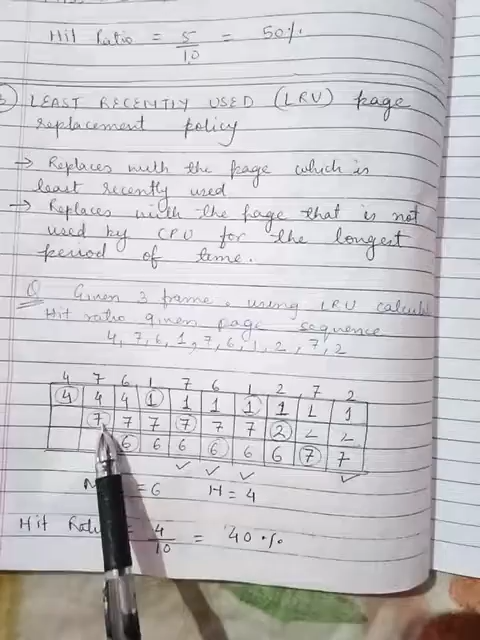 Hit Ratio = 5/10 = 50%
LEAST RECENTLY USED (LRU) page
replacement policy
→ Replaces with the page which is
least recently used
→ Replaces with the page that is not
used by CPU for the longest
period of time.
Q Given 3 frame, using LRU calcula
Hit ratio given page sequence
4, 7, 6, 1, 7, 6, 1, 2, 7, 2
4 7 6 1 7 6 1 2 7 2
4 4 4 1 1 1 1 1 1 1
7 7 7 7 7 7 2 2 2
6 6 6 6 6 6 7 7
✓ ✓ ✓ ✓
= 6 H = 4
Hit Rati = 4/10 = 40%